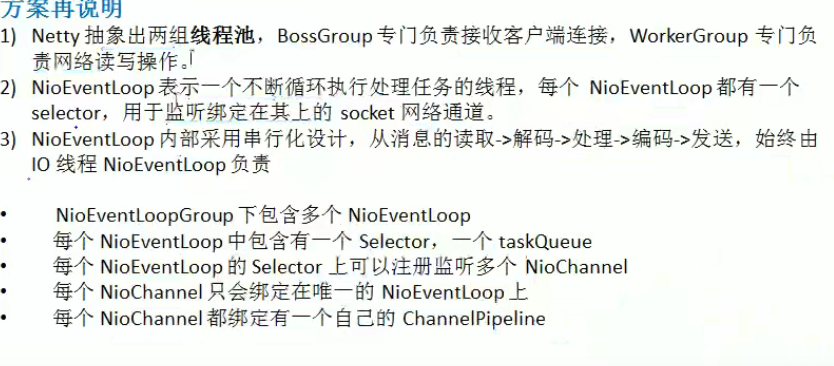 方案再说明
1) Netty 抽象出两组线程池，BossGroup 专门负责接收客户端连接，WorkerGroup 专门负
责网络读写操作。
2) NioEventLoop 表示一个不断循环执行处理任务的线程，每个 NioEventLoop 都有一个
selector，用于监听绑定在其上的 socket 网络通道。
3) NioEventLoop 内部采用串行化设计，从消息的读取->解码->处理->编码->发送，始终由
IO 线程 NioEventLoop 负责
• NioEventLoopGroup 下包含多个 NioEventLoop
• 每个 NioEventLoop 中包含有一个 Selector，一个 taskQueue
• 每个 NioEventLoop 的 Selector 上可以注册监听多个 NioChannel
• 每个 NioChannel 只会绑定在唯一的 NioEventLoop 上
• 每个 NioChannel 都绑定有一个自己的 ChannelPipeline